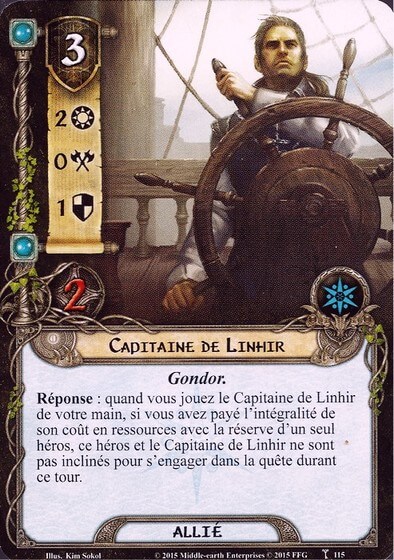 3
2
0
1
2
CAPITAINE DE LINHIR
Gondor.
Réponse : quand vous jouez le Capitaine de Linhir
de votre main, si vous avez payé l'intégralité de
son coût en ressources avec la réserve d'un seul
héros, ce héros et le Capitaine de Linhir ne sont
pas inclinés pour s'engager dans la quête durant
ce tour.
ALLIÉ
Illus. Kim Sokol © 2015 Middle-earth Enterprises © 2015 FFG 115